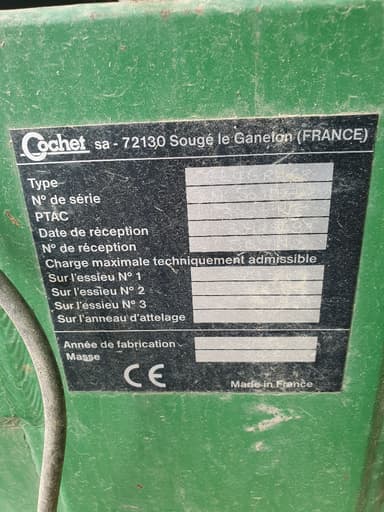 Cochet sa - 72130 Sougé le Ganelon (FRANCE)
Type
N° de série
PTAC
Date de réception
N° de réception
Charge maximale techniquement admissible
Sur l'essieu N° 1
Sur l'essieu N° 2
Sur l'essieu N° 3
Sur l'anneau d'attelage
Année de fabrication
Masse
CE
Made in France